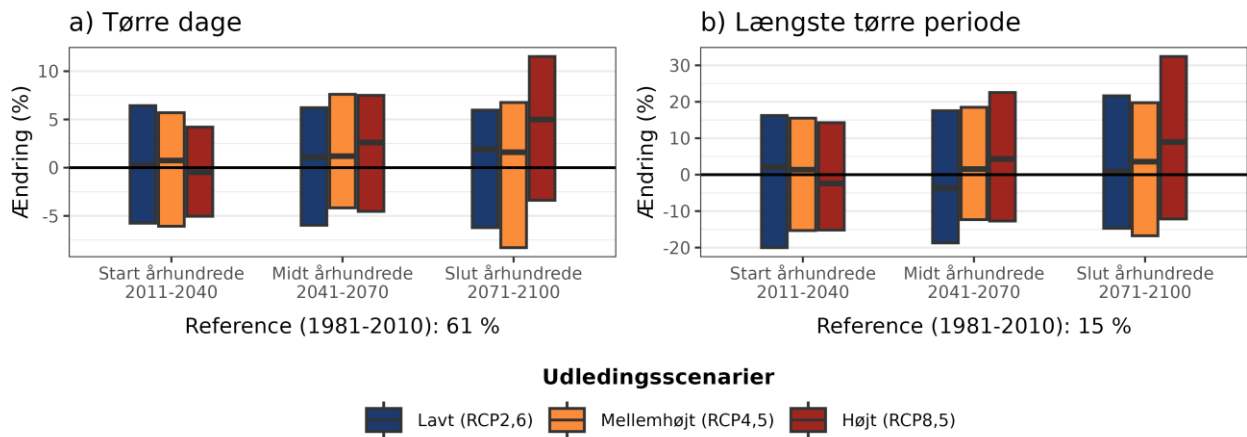 a) Tørre dage
Ændring (%)
10
5
0
-5
Start århundrede
2011-2040
Midt århundrede
2041-2070
Slut århundrede
2071-2100
Reference (1981-2010): 61 %
b) Længste tørre periode
Ændring (%)
30
20
10
0
-10
-20
Start århundrede
2011-2040
Midt århundrede
2041-2070
Slut århundrede
2071-2100
Reference (1981-2010): 15 %
Udledingsscenarier
Lavt (RCP2,6)
Mellemhøjt (RCP4,5)
Højt (RCP8,5)